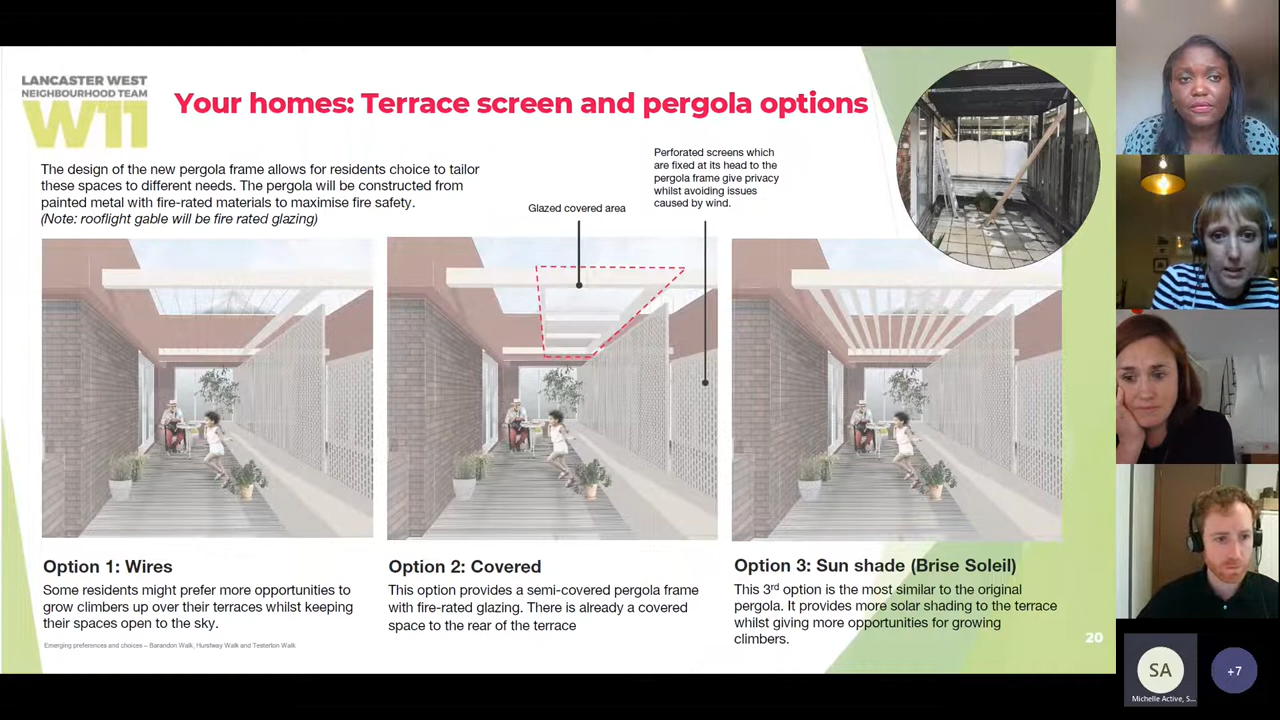 LANCASTER WEST
NEIGHBOURHOOD TEAM
W11
Your homes: Terrace screen and pergola options
The design of the new pergola frame allows for residents choice to tailor
these spaces to different needs. The pergola will be constructed from
painted metal with fire-rated materials to maximise fire safety.
(Note: rooflight gable will be fire rated glazing)
Glazed covered area
Perforated screens which
are fixed at its head to the
pergola frame give privacy
whilst avoiding issues
caused by wind.
Option 1: Wires
Some residents might prefer more opportunities to
grow climbers up over their terraces whilst keeping
their spaces open to the sky.
Option 2: Covered
This option provides a semi-covered pergola frame
with fire-rated glazing. There is already a covered
space to the rear of the terrace
Option 3: Sun shade (Brise Soleil)
This 3rd option is the most similar to the original
pergola. It provides more solar shading to the terrace
whilst giving more opportunities for growing
climbers.
Emerging preferences and choices – Barandon Walk, Hurstway Walk and Testerton Walk
20
SA
Michelle Active, S...
+7